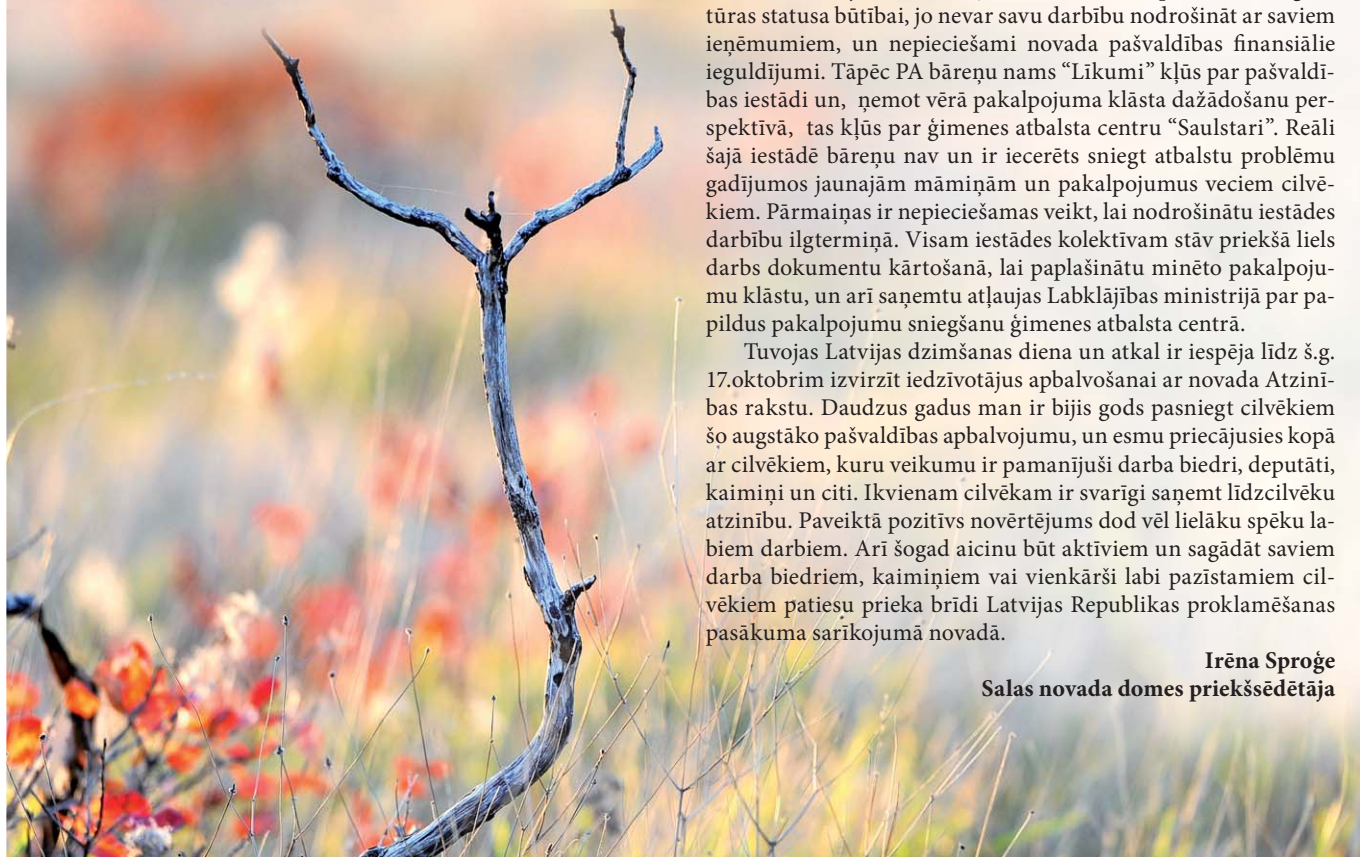 tūras statusa būtībai, jo nevar savu darbību nodrošināt ar saviem
ieņēmumiem, un nepieciešami novada pašvaldības finansiālie
ieguldījumi. Tāpēc PA bāreņu nams “Līkumi” kļūs par pašvaldī-
bas iestādi un, ņemot vērā pakalpojuma klāsta dažādošanu per-
spektīvā, tas kļūs par ģimenes atbalsta centru “Saulstari”. Reāli
šajā iestādē bāreņu nav un ir iecerēts sniegt atbalstu problēmu
gadījumos jaunajām māmiņām un pakalpojumus veciem cilvē-
kiem. Pārmaiņas ir nepieciešamas veikt, lai nodrošinātu iestādes
darbību ilgtermiņā. Visam iestādes kolektīvam stāv priekšā liels
darbs dokumentu kārtošanā, lai paplašinātu minēto pakalpoju-
mu klāstu, un arī saņemtu atļaujas Labklājības ministrijā par pa-
pildus pakalpojumu sniegšanu ģimenes atbalsta centrā.
Tuvojas Latvijas dzimšanas diena un atkal ir iespēja līdz š.g.
17.oktobrim izvirzīt iedzīvotājus apbalvošanai ar novada Atzinī-
bas rakstu. Daudzus gadus man ir bijis gods pasniegt cilvēkiem
šo augstāko pašvaldības apbalvojumu, un esmu priecājusies kopā
ar cilvēkiem, kuru veikumu ir pamanījuši darba biedri, deputāti,
kaimiņi un citi. Ikvienam cilvēkam ir svarīgi saņemt līdzcilvēku
atzinību. Paveiktā pozitīvs novērtējums dod vēl lielāku spēku la-
biem darbiem. Arī šogad aicinu būt aktīviem un sagādāt saviem
darba biedriem, kaimiņiem vai vienkārši labi pazīstamiem cil-
vēkiem patiesu prieka brīdi Latvijas Republikas proklamēšanas
pasākuma sarīkojumā novadā.
Irēna Sproģe
Salas novada domes priekšsēdētāja